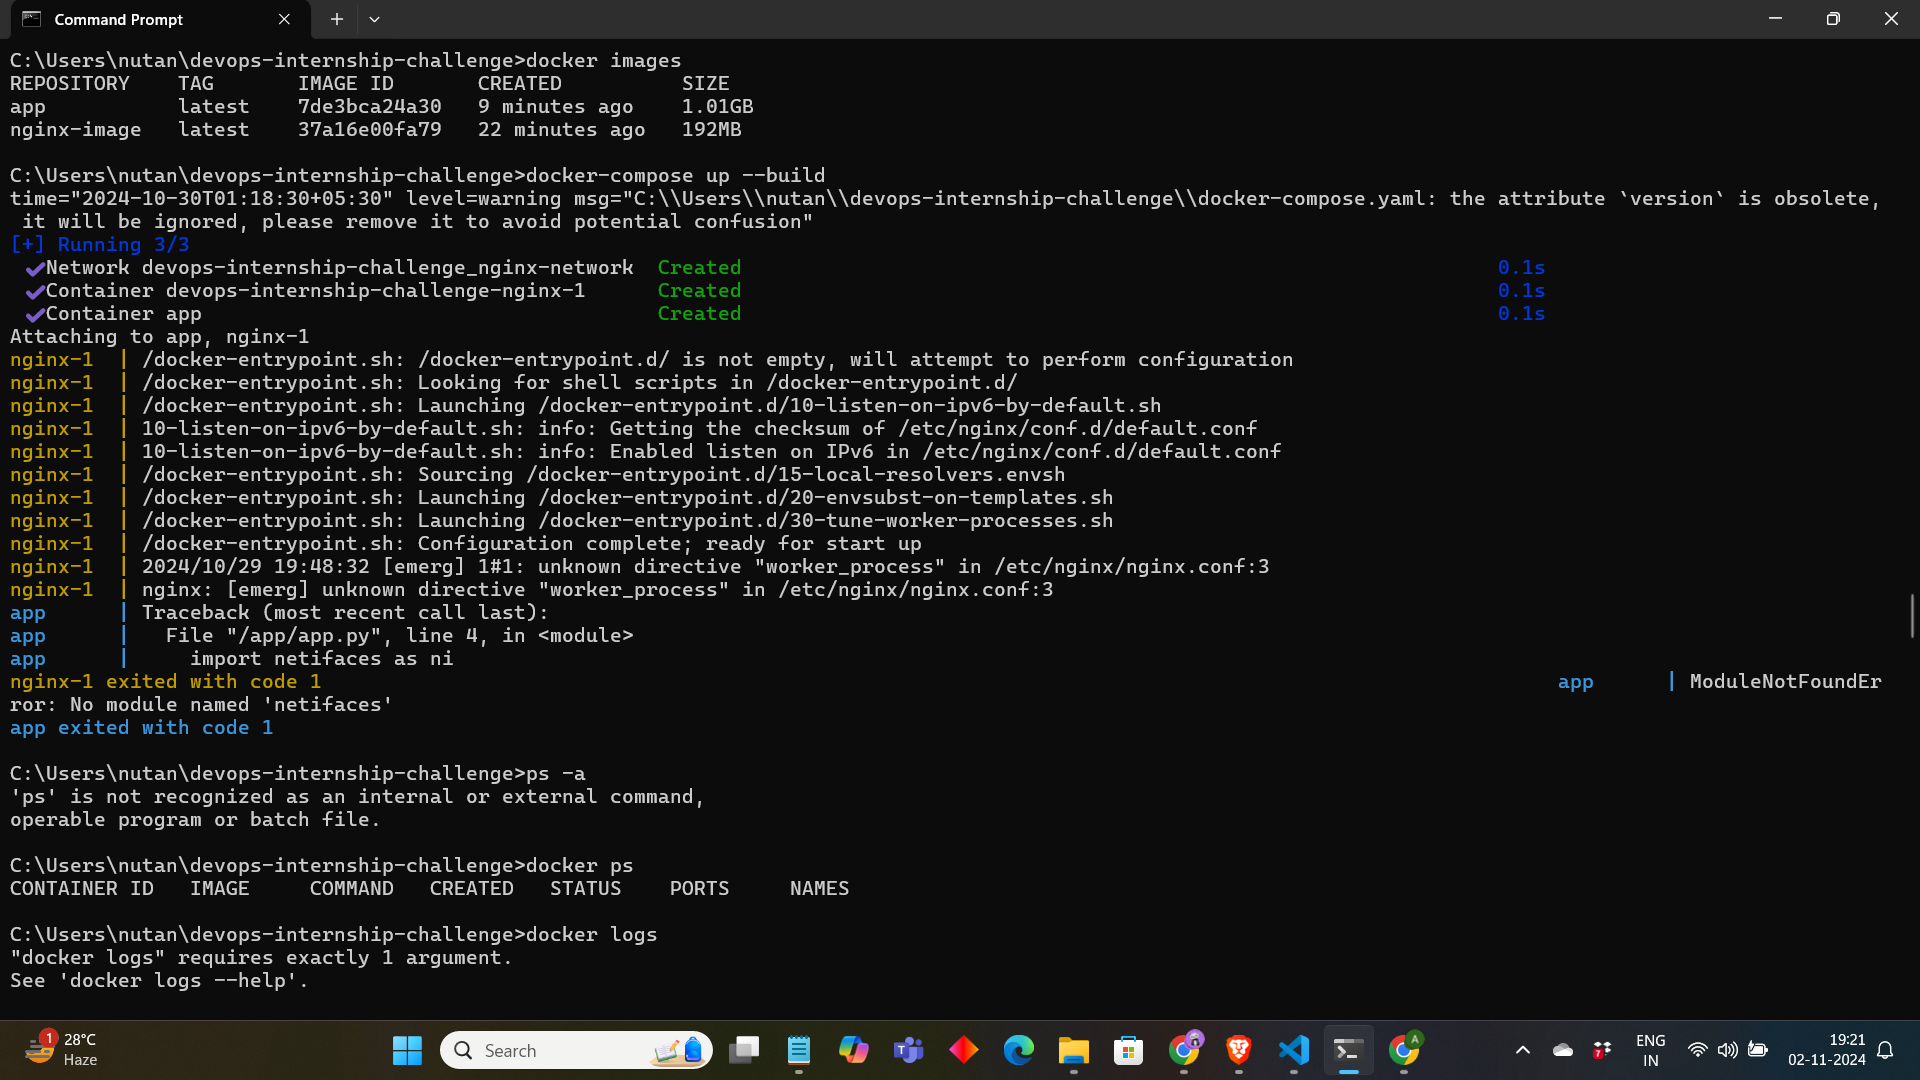 Command Prompt
C:\Users\nutan\devops-internship-challenge>docker images
REPOSITORY    TAG       IMAGE ID       CREATED          SIZE
app           latest    7de3bca24a30   9 minutes ago    1.01GB
nginx-image   latest    37a16e00fa79   22 minutes ago   192MB
C:\Users\nutan\devops-internship-challenge>docker-compose up --build
time="2024-10-30T01:18:30+05:30" level=warning msg="C:\\Users\\nutan\\devops-internship-challenge\\docker-compose.yaml: the attribute `version` is obsolete,
it will be ignored, please remove it to avoid potential confusion"
[+] Running 3/3
✔Network devops-internship-challenge_nginx-network  Created  0.1s
✔Container devops-internship-challenge-nginx-1      Created  0.1s
✔Container app                                      Created  0.1s
Attaching to app, nginx-1
nginx-1  | /docker-entrypoint.sh: /docker-entrypoint.d/ is not empty, will attempt to perform configuration
nginx-1  | /docker-entrypoint.sh: Looking for shell scripts in /docker-entrypoint.d/
nginx-1  | /docker-entrypoint.sh: Launching /docker-entrypoint.d/10-listen-on-ipv6-by-default.sh
nginx-1  | 10-listen-on-ipv6-by-default.sh: info: Getting the checksum of /etc/nginx/conf.d/default.conf
nginx-1  | 10-listen-on-ipv6-by-default.sh: info: Enabled listen on IPv6 in /etc/nginx/conf.d/default.conf
nginx-1  | /docker-entrypoint.sh: Sourcing /docker-entrypoint.d/15-local-resolvers.envsh
nginx-1  | /docker-entrypoint.sh: Launching /docker-entrypoint.d/20-envsubst-on-templates.sh
nginx-1  | /docker-entrypoint.sh: Launching /docker-entrypoint.d/30-tune-worker-processes.sh
nginx-1  | /docker-entrypoint.sh: Configuration complete; ready for start up
nginx-1  | 2024/10/29 19:48:32 [emerg] 1#1: unknown directive "worker_process" in /etc/nginx/nginx.conf:3
nginx-1  | nginx: [emerg] unknown directive "worker_process" in /etc/nginx/nginx.conf:3
app      | Traceback (most recent call last):
app      |   File "/app/app.py", line 4, in <module>
app      |     import netifaces as ni
nginx-1 exited with code 1    app      | ModuleNotFoundEr
ror: No module named 'netifaces'
app exited with code 1
C:\Users\nutan\devops-internship-challenge>ps -a
'ps' is not recognized as an internal or external command,
operable program or batch file.
C:\Users\nutan\devops-internship-challenge>docker ps
CONTAINER ID   IMAGE     COMMAND   CREATED   STATUS    PORTS     NAMES
C:\Users\nutan\devops-internship-challenge>docker logs
"docker logs" requires exactly 1 argument.
See 'docker logs --help'.
1
28°C
Haze
Search
A
7
ENG
IN
19:21
02-11-2024